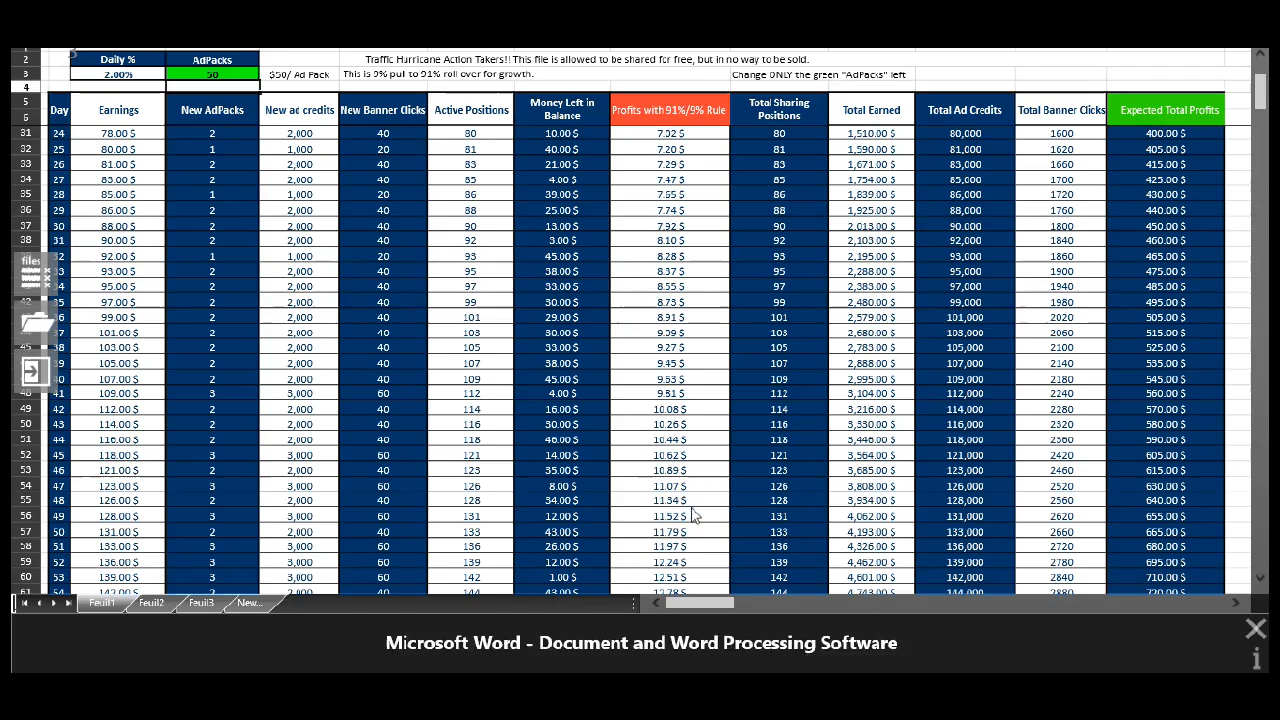 Daily % AdPacks Traffic Hurricane Action Takers!! This file is allowed to be shared for free, but in no way to be sold.
2.00% 50 $50/ Ad Pack This is 9% pull to 91% roll over for growth. Change ONLY the green "AdPacks" left
Day Earnings New AdPacks New ad credits New Banner Clicks Active Positions Money Left in Balance Profits with 91%/9% Rule Total Sharing Positions Total Earned Total Ad Credits Total Banner Clicks Expected Total Profits
24 78.00 $ 2 2,000 40 80 10.00 $ 7.02 $ 80 1,510.00 $ 80,000 1600 400.00 $
25 80.00 $ 1 1,000 20 81 40.00 $ 7.20 $ 81 1,590.00 $ 81,000 1620 405.00 $
26 81.00 $ 2 2,000 40 83 21.00 $ 7.29 $ 83 1,671.00 $ 83,000 1660 415.00 $
27 83.00 $ 2 2,000 40 85 4.00 $ 7.47 $ 85 1,754.00 $ 85,000 1700 425.00 $
28 85.00 $ 1 1,000 20 86 39.00 $ 7.65 $ 86 1,839.00 $ 86,000 1720 430.00 $
29 86.00 $ 2 2,000 40 88 25.00 $ 7.74 $ 88 1,925.00 $ 88,000 1760 440.00 $
30 88.00 $ 2 2,000 40 90 13.00 $ 7.92 $ 90 2,013.00 $ 90,000 1800 450.00 $
31 90.00 $ 2 2,000 40 92 3.00 $ 8.10 $ 92 2,103.00 $ 92,000 1840 460.00 $
32 92.00 $ 1 1,000 20 93 45.00 $ 8.28 $ 93 2,195.00 $ 93,000 1860 465.00 $
33 93.00 $ 2 2,000 40 95 38.00 $ 8.37 $ 95 2,288.00 $ 95,000 1900 475.00 $
34 95.00 $ 2 2,000 40 97 33.00 $ 8.55 $ 97 2,383.00 $ 97,000 1940 485.00 $
35 97.00 $ 2 2,000 40 99 30.00 $ 8.73 $ 99 2,480.00 $ 99,000 1980 495.00 $
36 99.00 $ 2 2,000 40 101 29.00 $ 8.91 $ 101 2,579.00 $ 101,000 2020 505.00 $
37 101.00 $ 2 2,000 40 103 30.00 $ 9.09 $ 103 2,680.00 $ 103,000 2060 515.00 $
38 103.00 $ 2 2,000 40 105 33.00 $ 9.27 $ 105 2,783.00 $ 105,000 2100 525.00 $
39 105.00 $ 2 2,000 40 107 38.00 $ 9.45 $ 107 2,888.00 $ 107,000 2140 535.00 $
40 107.00 $ 2 2,000 40 109 45.00 $ 9.63 $ 109 2,995.00 $ 109,000 2180 545.00 $
41 109.00 $ 3 3,000 60 112 4.00 $ 9.81 $ 112 3,104.00 $ 112,000 2240 560.00 $
42 112.00 $ 2 2,000 40 114 16.00 $ 10.08 $ 114 3,216.00 $ 114,000 2280 570.00 $
43 114.00 $ 2 2,000 40 116 30.00 $ 10.26 $ 116 3,330.00 $ 116,000 2320 580.00 $
44 116.00 $ 2 2,000 40 118 46.00 $ 10.44 $ 118 3,446.00 $ 118,000 2360 590.00 $
45 118.00 $ 3 3,000 60 121 14.00 $ 10.62 $ 121 3,564.00 $ 121,000 2420 605.00 $
46 121.00 $ 2 2,000 40 123 35.00 $ 10.89 $ 123 3,685.00 $ 123,000 2460 615.00 $
47 123.00 $ 3 3,000 60 126 8.00 $ 11.07 $ 126 3,808.00 $ 126,000 2520 630.00 $
48 126.00 $ 2 2,000 40 128 34.00 $ 11.34 $ 128 3,934.00 $ 128,000 2560 640.00 $
49 128.00 $ 3 3,000 60 131 12.00 $ 11.52 $ 131 4,062.00 $ 131,000 2620 655.00 $
50 131.00 $ 2 2,000 40 133 43.00 $ 11.79 $ 133 4,193.00 $ 133,000 2660 665.00 $
51 133.00 $ 3 3,000 60 136 26.00 $ 11.97 $ 136 4,326.00 $ 136,000 2720 680.00 $
52 136.00 $ 3 3,000 60 139 12.00 $ 12.24 $ 139 4,462.00 $ 139,000 2780 695.00 $
53 139.00 $ 3 3,000 60 142 1.00 $ 12.51 $ 142 4,601.00 $ 142,000 2840 710.00 $
54 142.00 $ 2 2,000 40 144 43.00 $ 12.78 $ 144 4,743.00 $ 144,000 2880 720.00 $
files
Feuil1 Feuil2 Feuil3 New...
Microsoft Word - Document and Word Processing Software